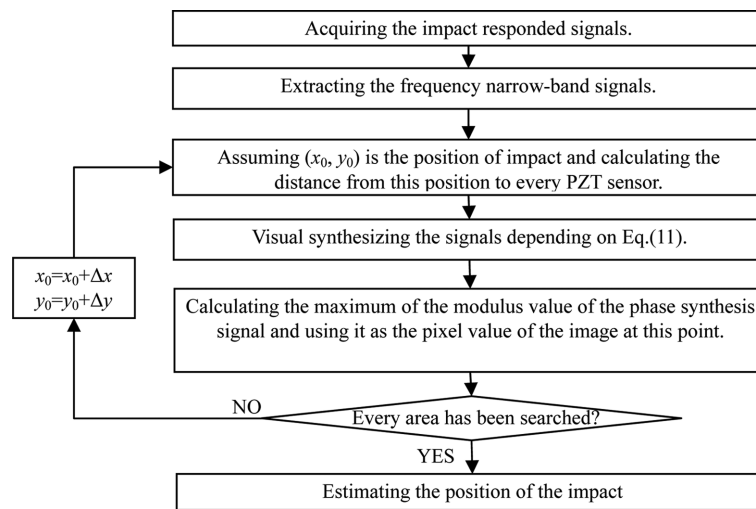 Acquiring the impact responded signals.
Extracting the frequency narrow-band signals.
Assuming (x₀, y₀) is the position of impact and calculating the
distance from this position to every PZT sensor.
Visual synthesizing the signals depending on Eq.(11).
x₀=x₀+Δx
y₀=y₀+Δy
Calculating the maximum of the modulus value of the phase synthesis
signal and using it as the pixel value of the image at this point.
NO
Every area has been searched?
YES
Estimating the position of the impact